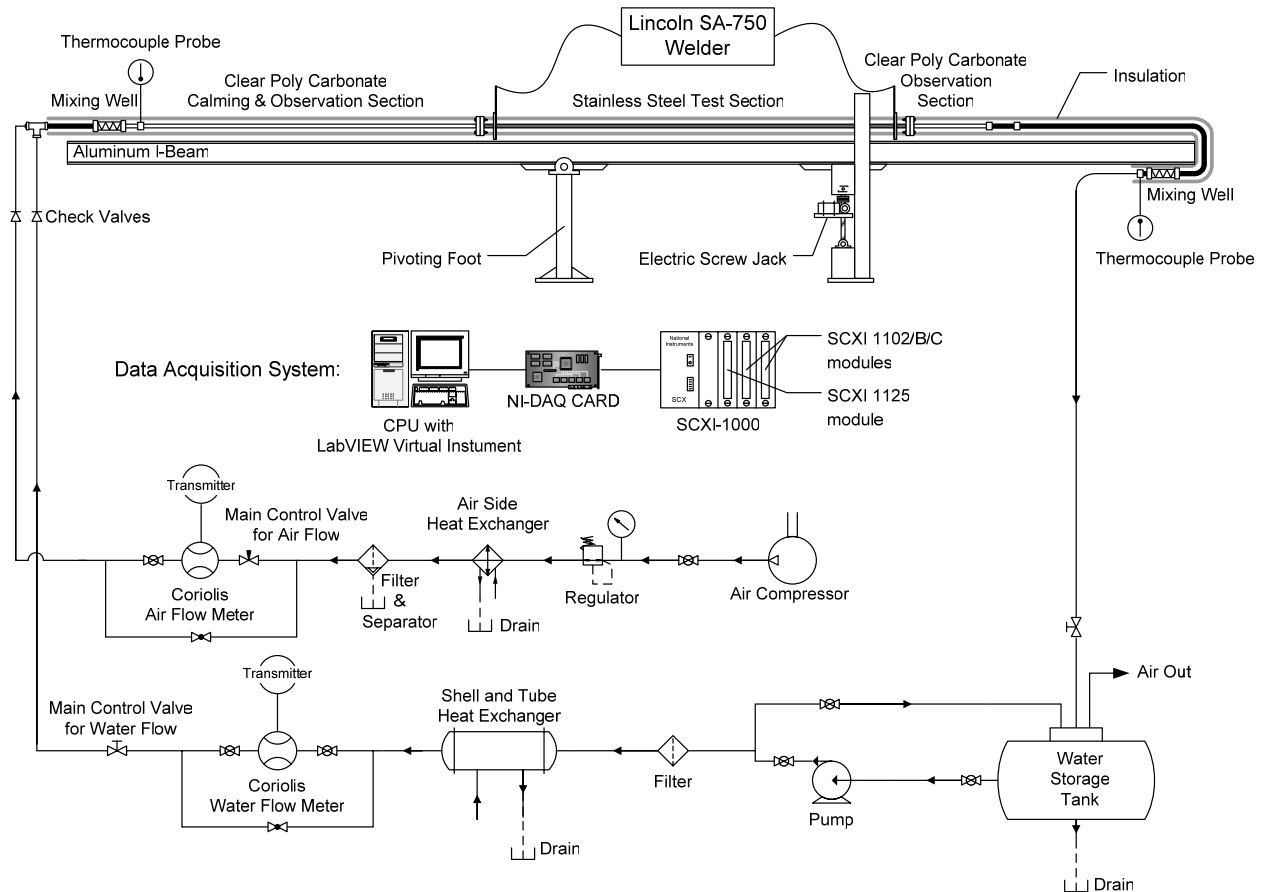 Lincoln SA-750
Welder
Thermocouple Probe
Clear Poly Carbonate
Calming & Observation Section
Mixing Well
Stainless Steel Test Section
Clear Poly Carbonate
Observation
Section
Insulation
Aluminum I-Beam
Mixing Well
Check Valves
Pivoting Foot
Electric Screw Jack
Thermocouple Probe
Data Acquisition System:
CPU with
LabVIEW Virtual Instument
NI-DAQ CARD
National
Instruments
SCX
SCXI-1000
SCXI 1102/B/C
modules
SCXI 1125
module
Transmitter
Main Control Valve
for Air Flow
Coriolis
Air Flow Meter
Filter
&
Separator
Air Side
Heat Exchanger
Drain
Regulator
Air Compressor
Transmitter
Main Control Valve
for Water Flow
Coriolis
Water Flow Meter
Shell and Tube
Heat Exchanger
Drain
Filter
Pump
Air Out
Water
Storage
Tank
Drain